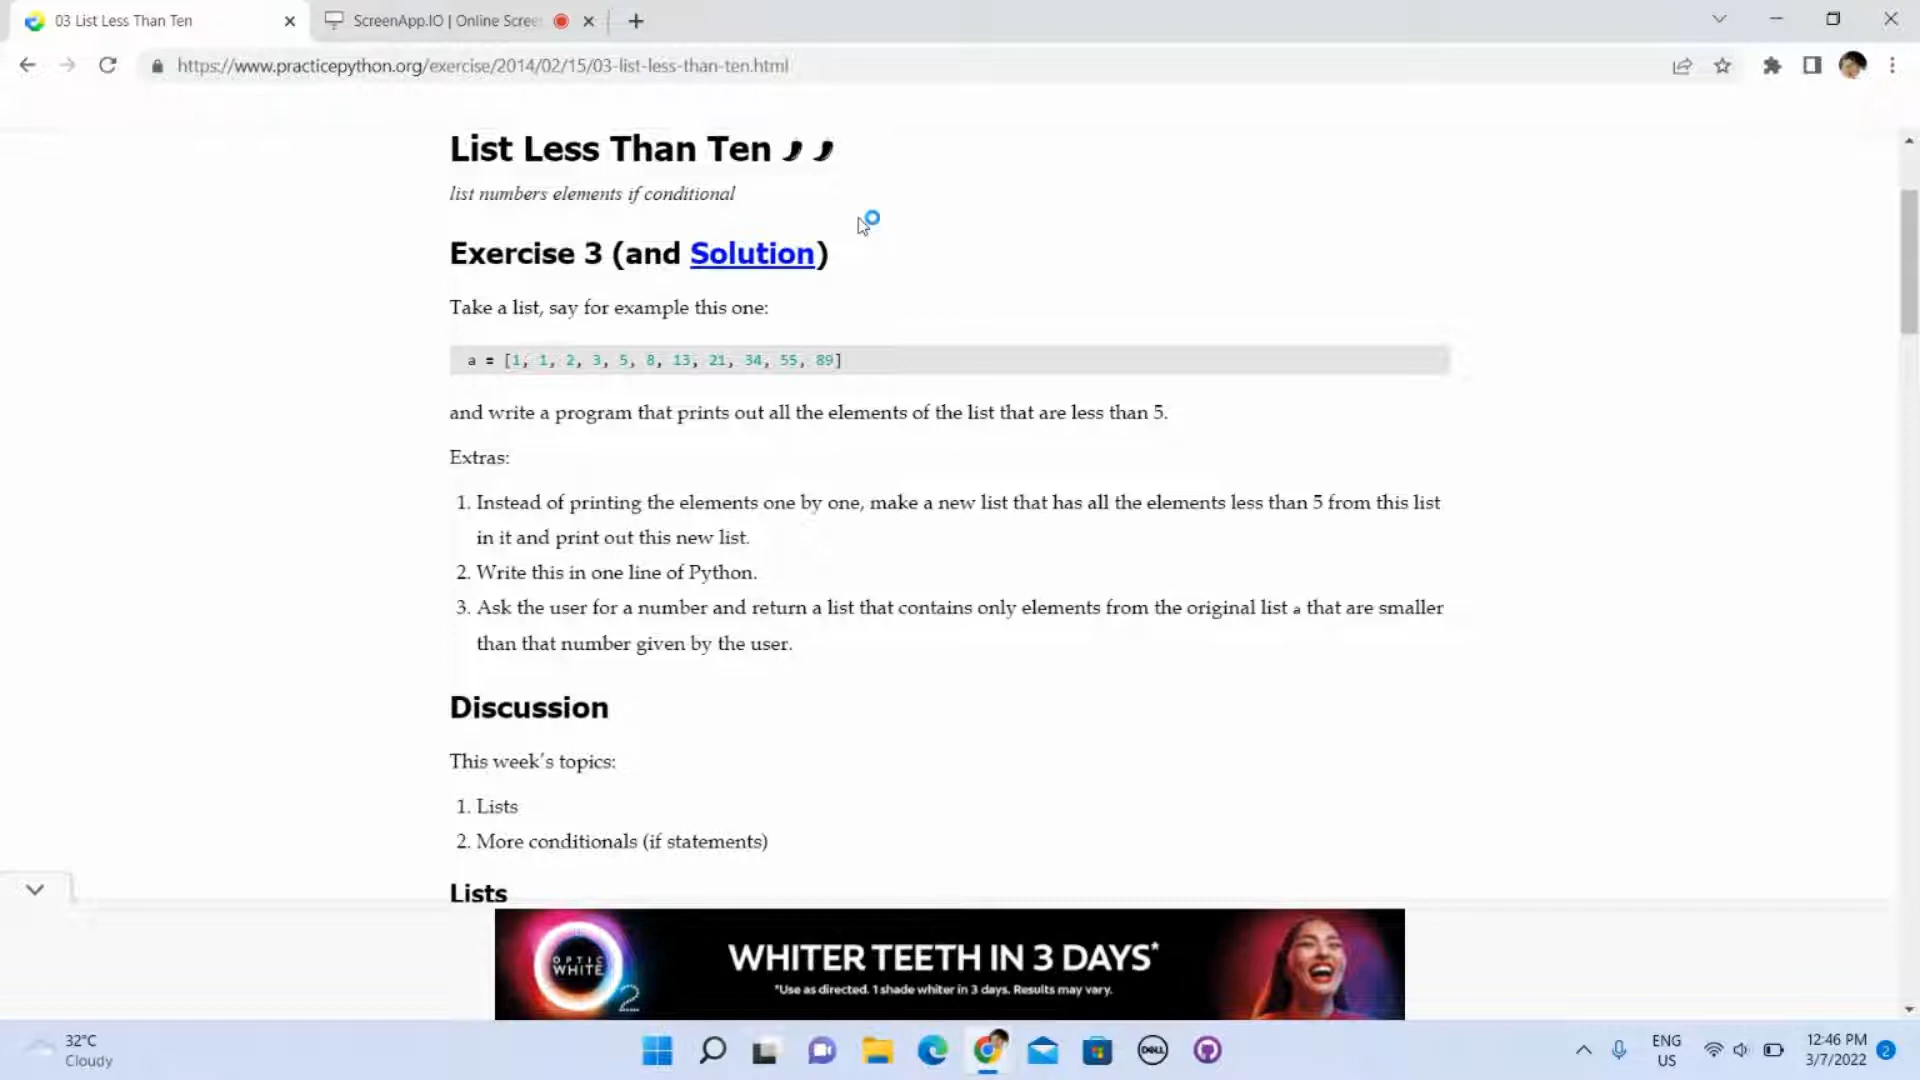 03 List Less Than Ten
ScreenApp.IO | Online Scree
https://www.practicepython.org/exercise/2014/02/15/03-list-less-than-ten.html
List Less Than Ten
list numbers elements if conditional
Exercise 3 (and Solution)
Take a list, say for example this one:
a = [1, 1, 2, 3, 5, 8, 13, 21, 34, 55, 89]
and write a program that prints out all the elements of the list that are less than 5.
Extras:
1. Instead of printing the elements one by one, make a new list that has all the elements less than 5 from this list
in it and print out this new list.
2. Write this in one line of Python.
3. Ask the user for a number and return a list that contains only elements from the original list a that are smaller
than that number given by the user.
Discussion
This week's topics:
1. Lists
2. More conditionals (if statements)
Lists
OPTIC
WHITE
O2
WHITER TEETH IN 3 DAYS*
*Use as directed. 1 shade whiter in 3 days. Results may vary.
32°C
Cloudy
DELL
ENG
US
12:46 PM
3/7/2022
2